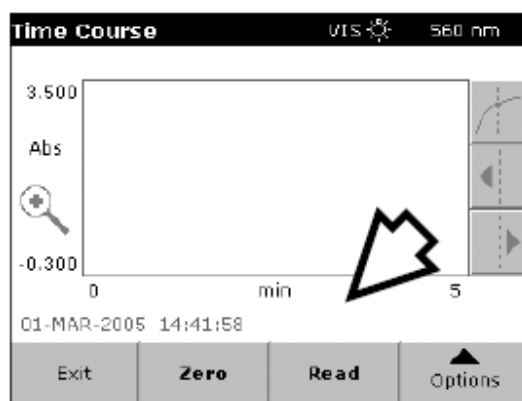 Time Course VIS 560 nm
3.500
Abs
-0.300
0 min 5
01-MAR-2005 14:41:58
Exit Zero Read Options